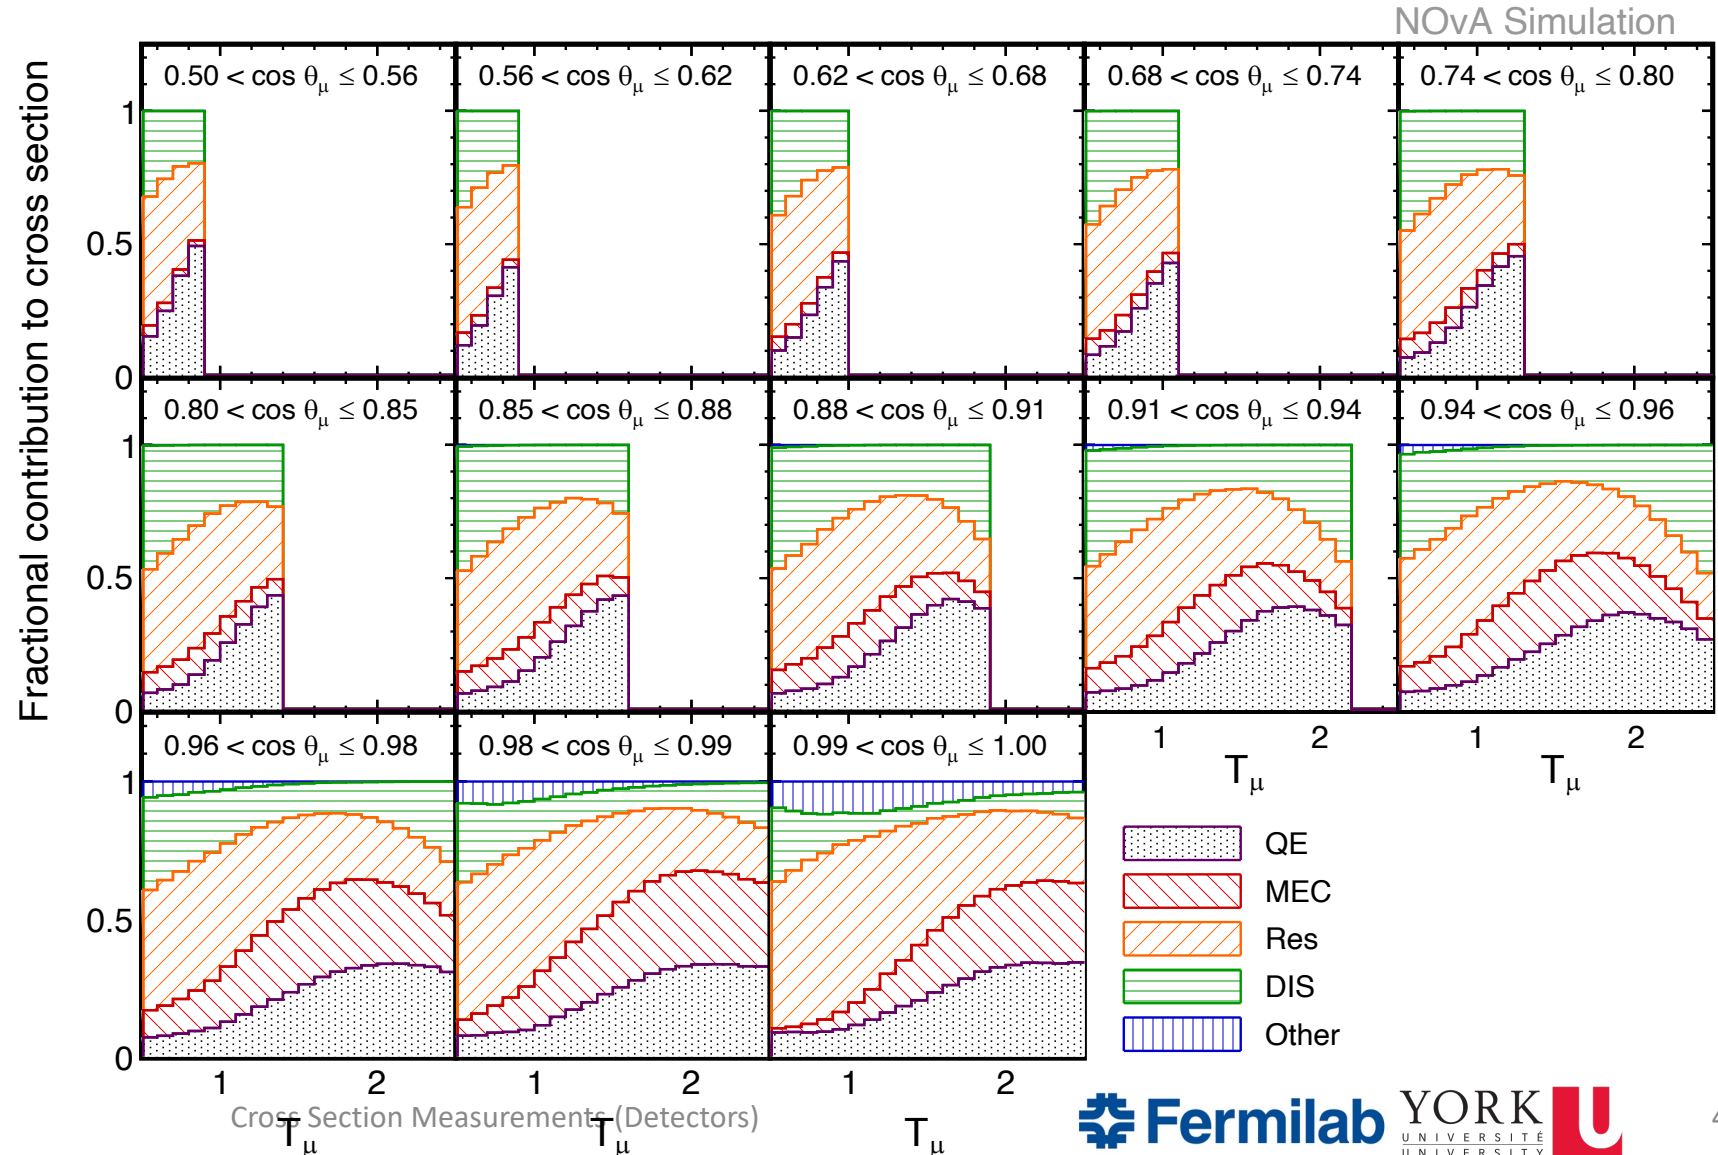 NOvA Simulation
Fractional contribution to cross section
0.50 < cos θμ ≤ 0.56
0.56 < cos θμ ≤ 0.62
0.62 < cos θμ ≤ 0.68
0.68 < cos θμ ≤ 0.74
0.74 < cos θμ ≤ 0.80
1
0.5
0
0.80 < cos θμ ≤ 0.85
0.85 < cos θμ ≤ 0.88
0.88 < cos θμ ≤ 0.91
0.91 < cos θμ ≤ 0.94
0.94 < cos θμ ≤ 0.96
1
0.5
0
1 2
1 2
Tμ
Tμ
0.96 < cos θμ ≤ 0.98
0.98 < cos θμ ≤ 0.99
0.99 < cos θμ ≤ 1.00
1
0.5
0
1 2
1 2
1 2
Tμ
Tμ
Tμ
QE
MEC
Res
DIS
Other
Cross Section Measurements (Detectors)
Fermilab
YORK
UNIVERSITÉ
UNIVERSITY
U